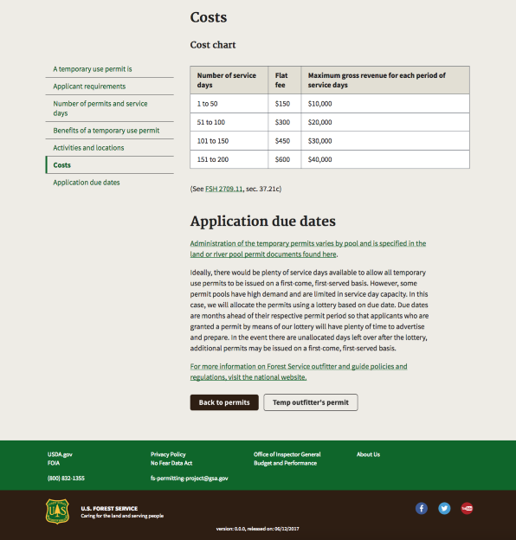 Costs
Cost chart
A temporary use permit is
Applicant requirements
Number of permits and service
days
Benefits of a temporary use permit
Activities and locations
Costs
Application due dates
Number of service days Flat fee Maximum gross revenue for each period of service days
1 to 50 $150 $10,000
51 to 100 $300 $20,000
101 to 150 $450 $30,000
151 to 200 $600 $40,000
(See FSH 2709.11, sec. 37.21c)
Application due dates
Administration of the temporary permits varies by pool and is specified in the
land or river pool permit documents found here.
Ideally, there would be plenty of service days available to allow all temporary
use permits to be issued on a first-come, first-served basis. However, some
permit pools have high demand and are limited in service day capacity. In this
case, we will allocate the permits using a lottery based on due date. Due dates
are months ahead of their respective permit period so that applicants who are
granted a permit by means of our lottery will have plenty of time to advertise
and prepare. In the event there are unallocated days left over after the lottery,
additional permits may be issued on a first-come, first-served basis.
For more information on Forest Service outfitter and guide policies and
regulations, visit the national website.
Back to permits Temp outfitter's permit
USDA.gov Privacy Policy Office of Inspector General About Us
FOIA No Fear Data Act Budget and Performance
(800) 832-1355 fs-permitting-project@gsa.gov
U.S. FOREST SERVICE
Caring for the land and serving people
version: 0.0.0, released on: 06/12/2017